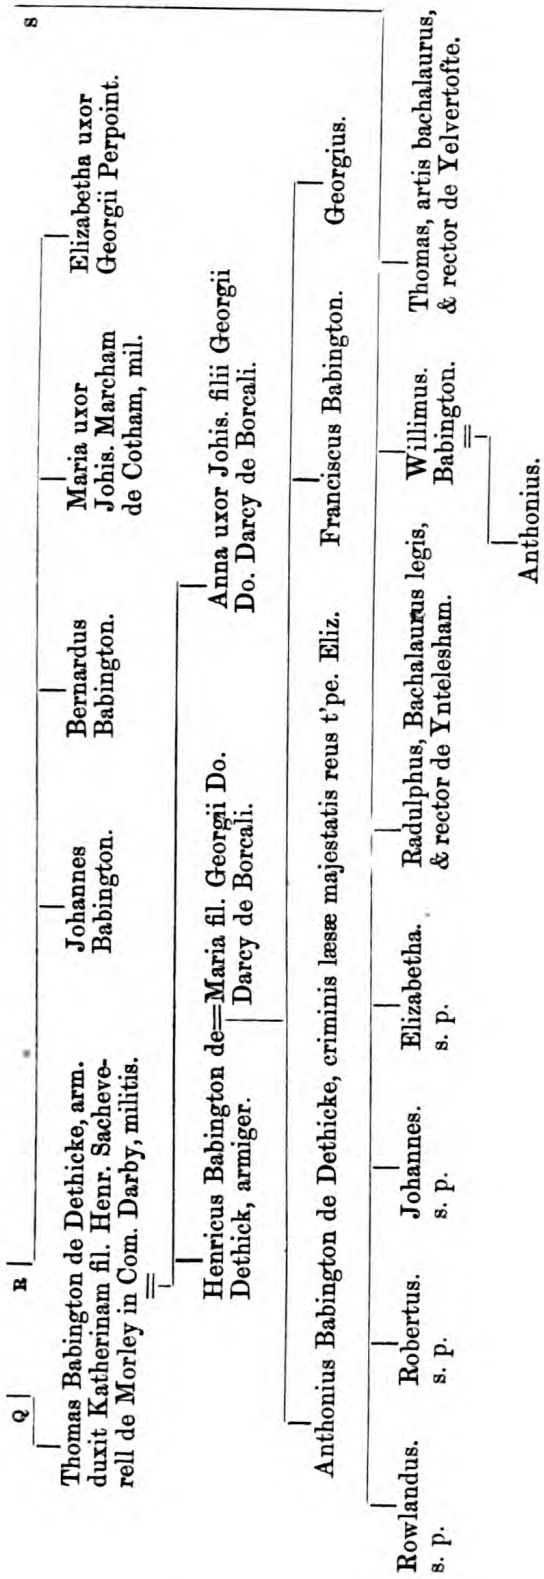 Q
R
S
Thomas Babington de Dethicke, arm.
duxit Katherinam fil. Henr. Sacheve-
rell de Morley in Com. Darby, militis.
Johannes
Babington.
Bernardus
Babington.
Maria uxor
Johis. Marcham
de Cotham, mil.
Elizabetha uxor
Georgii Perpoint.
Henricus Babington de=Maria fil. Georgii Do.
Dethick, armiger.
Darcy de Borcali.
Anna uxor Johis. filii Georgii
Do. Darcy de Borcali.
Anthonius Babington de Dethicke, criminis læsæ majestatis reus t'pe. Eliz.
Franciscus Babington.
Georgius.
Rowlandus.
s. p.
Robertus.
s. p.
Johannes.
s. p.
Elizabetha.
s. p.
Radulphus, Bachalaurus legis,
& rector de Yntelesham.
Willimus.
Babington.
Thomas, artis bachalaurus,
& rector de Yelvertofte.
Anthonius.